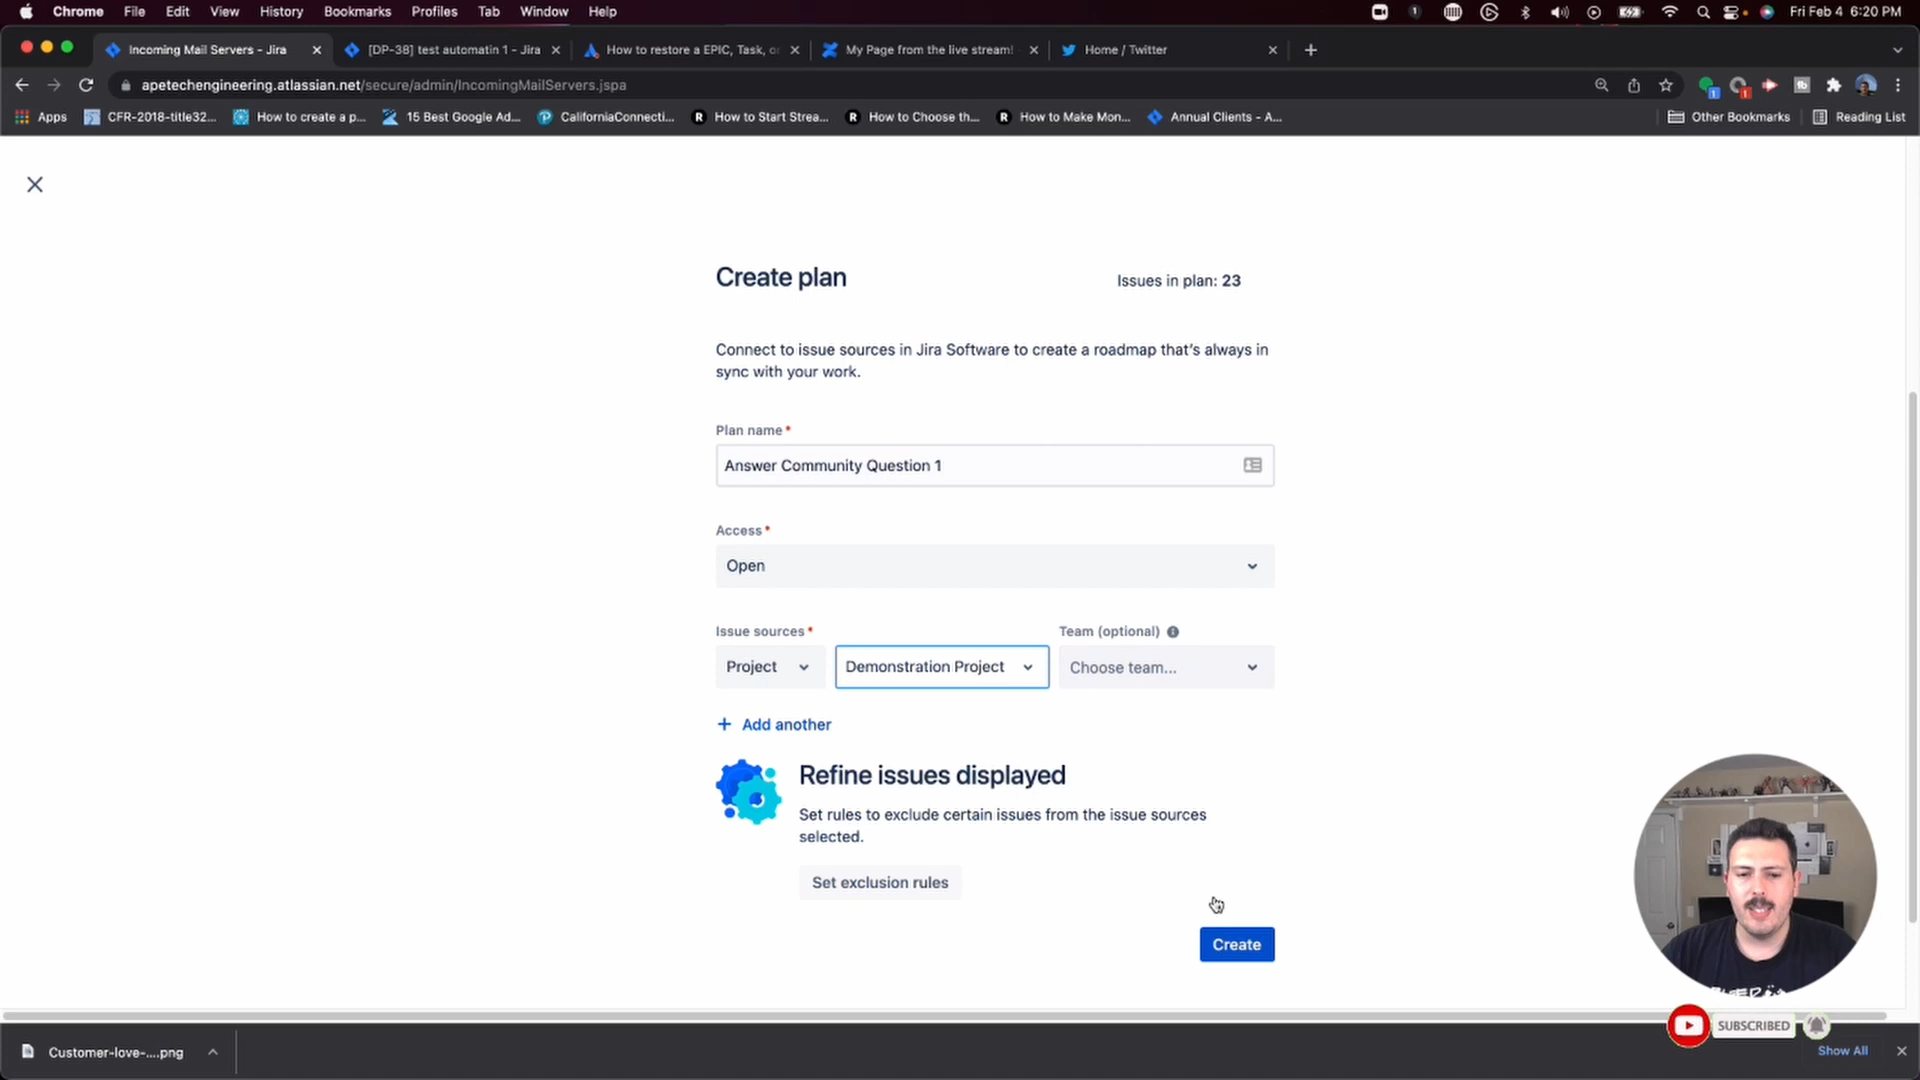 Chrome File Edit View History Bookmarks Profiles Tab Window Help
Fri Feb 4 6:20 PM
Incoming Mail Servers - Jira
[DP-38] test automatin 1 - Jira
How to restore a EPIC, Task, o
My Page from the live stream!
Home / Twitter
apetechengineering.atlassian.net/secure/admin/IncomingMailServers.jspa
Apps
CFR-2018-title32...
How to create a p...
15 Best Google Ad...
CaliforniaConnecti...
How to Start Strea...
How to Choose th...
How to Make Mon...
Annual Clients - A...
Other Bookmarks
Reading List
Create plan
Issues in plan: 23
Connect to issue sources in Jira Software to create a roadmap that's always in
sync with your work.
Plan name*
Answer Community Question 1
Access*
Open
Issue sources*
Team (optional)
Project
Demonstration Project
Choose team...
+ Add another
Refine issues displayed
Set rules to exclude certain issues from the issue sources
selected.
Set exclusion rules
Create
SUBSCRIBED
Customer-love-....png
Show All